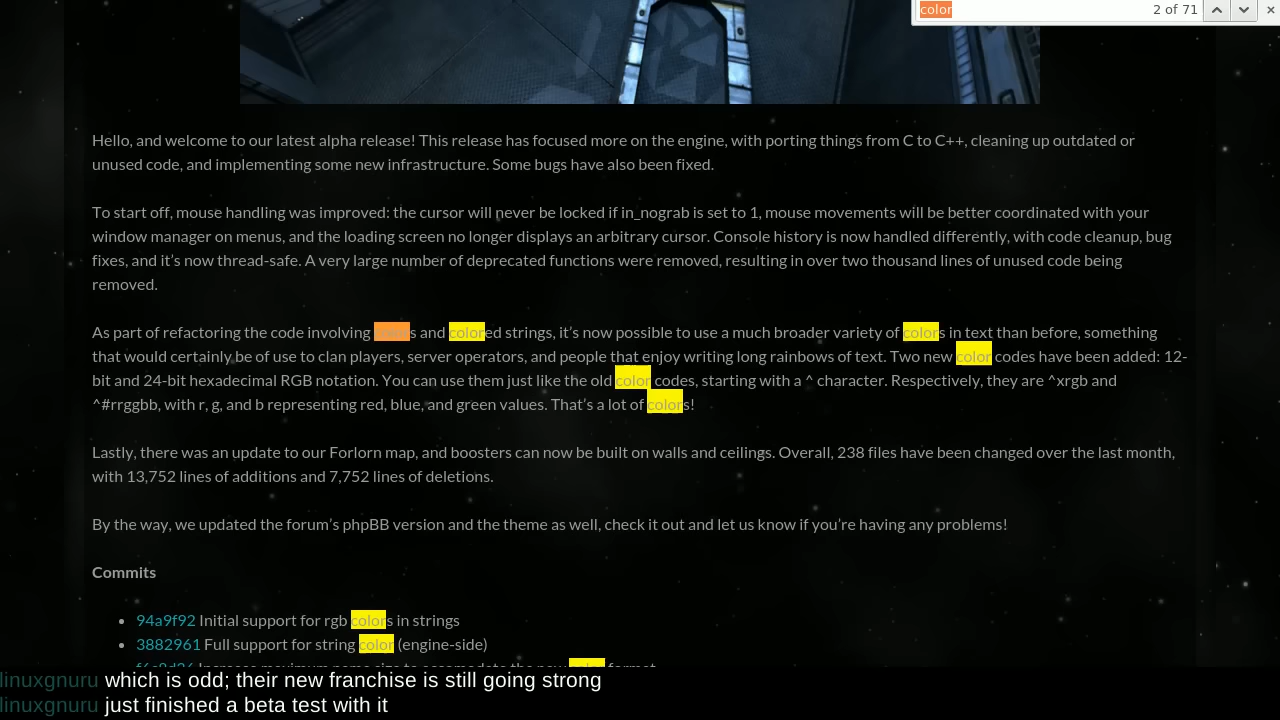 color 2 of 71
Hello, and welcome to our latest alpha release! This release has focused more on the engine, with porting things from C to C++, cleaning up outdated or
unused code, and implementing some new infrastructure. Some bugs have also been fixed.
To start off, mouse handling was improved: the cursor will never be locked if in_nograb is set to 1, mouse movements will be better coordinated with your
window manager on menus, and the loading screen no longer displays an arbitrary cursor. Console history is now handled differently, with code cleanup, bug
fixes, and it's now thread-safe. A very large number of deprecated functions were removed, resulting in over two thousand lines of unused code being
removed.
As part of refactoring the code involving colors and colored strings, it's now possible to use a much broader variety of colors in text than before, something
that would certainly be of use to clan players, server operators, and people that enjoy writing long rainbows of text. Two new color codes have been added: 12-
bit and 24-bit hexadecimal RGB notation. You can use them just like the old color codes, starting with a ^ character. Respectively, they are ^xrgb and
^#rrggbb, with r, g, and b representing red, blue, and green values. That's a lot of colors!
Lastly, there was an update to our Forlorn map, and boosters can now be built on walls and ceilings. Overall, 238 files have been changed over the last month,
with 13,752 lines of additions and 7,752 lines of deletions.
By the way, we updated the forum's phpBB version and the theme as well, check it out and let us know if you're having any problems!
Commits
• 94a9f92 Initial support for rgb colors in strings
• 3882961 Full support for string color (engine-side)
Increase maximum name size to accomodate the new color format
linuxgnuru which is odd; their new franchise is still going strong
linuxgnuru just finished a beta test with it